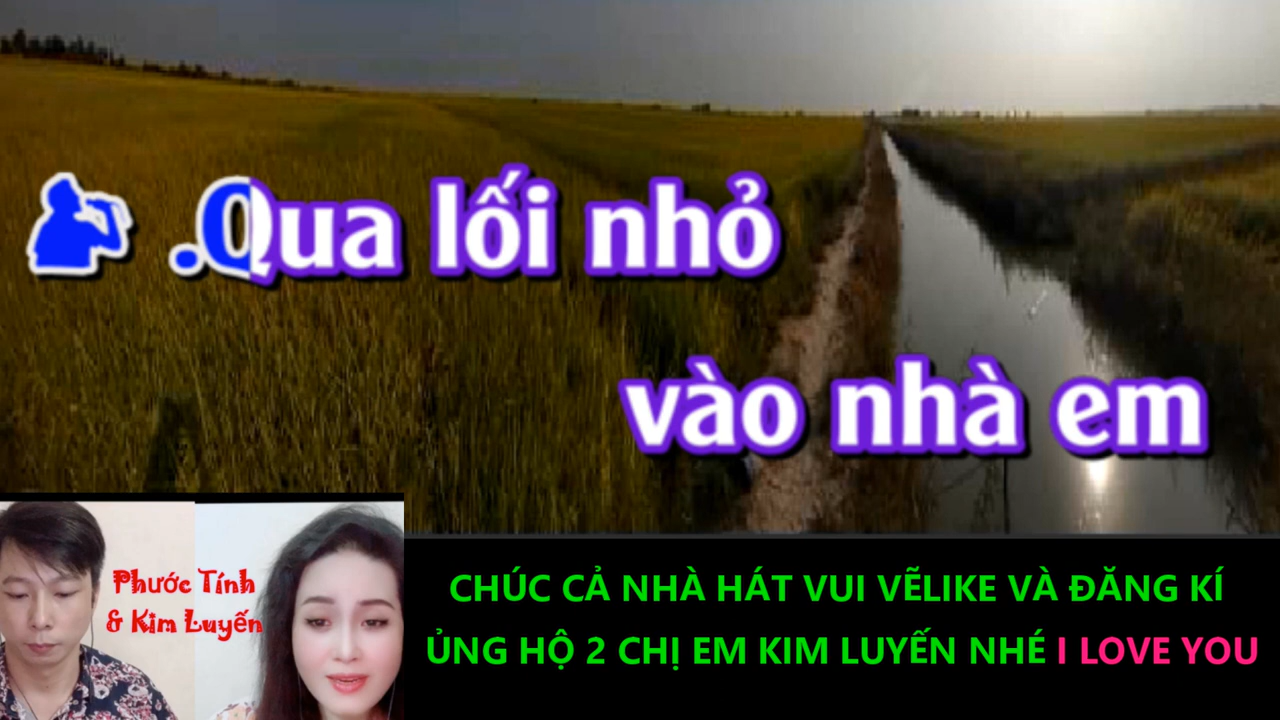 .Qua lối nhỏ
vào nhà em
Phước Tính
& Kim Luyến
CHÚC CẢ NHÀ HÁT VUI VẼLIKE VÀ ĐĂNG KÍ
ỦNG HỘ 2 CHỊ EM KIM LUYẾN NHÉ I LOVE YOU